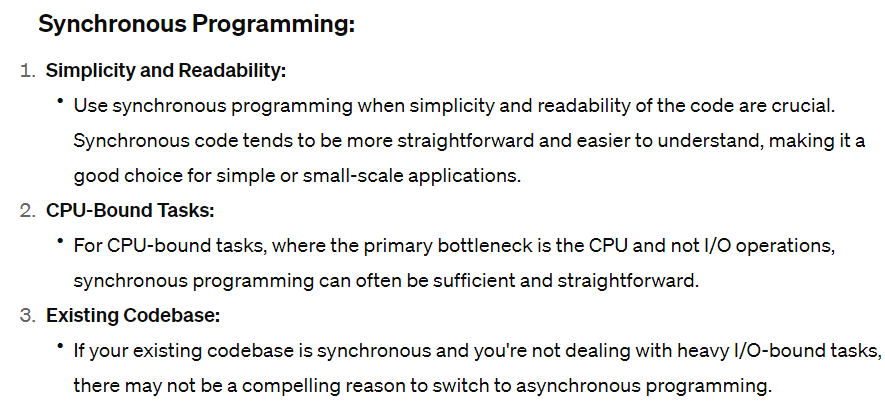 Synchronous Programming:
1. Simplicity and Readability:
• Use synchronous programming when simplicity and readability of the code are crucial.
Synchronous code tends to be more straightforward and easier to understand, making it a
good choice for simple or small-scale applications.
2. CPU-Bound Tasks:
• For CPU-bound tasks, where the primary bottleneck is the CPU and not I/O operations,
synchronous programming can often be sufficient and straightforward.
3. Existing Codebase:
• If your existing codebase is synchronous and you're not dealing with heavy I/O-bound tasks,
there may not be a compelling reason to switch to asynchronous programming.